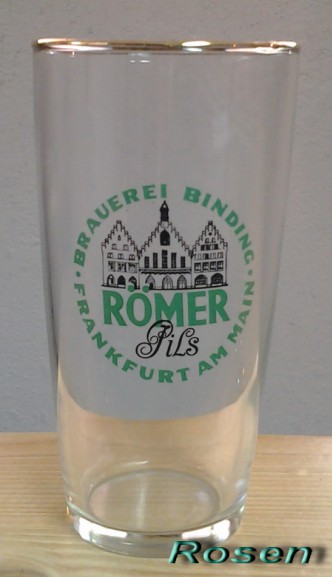 · BRAUEREI BINDING ·
RÖMER
Pils
FRANKFURT AM MAIN
Rosen